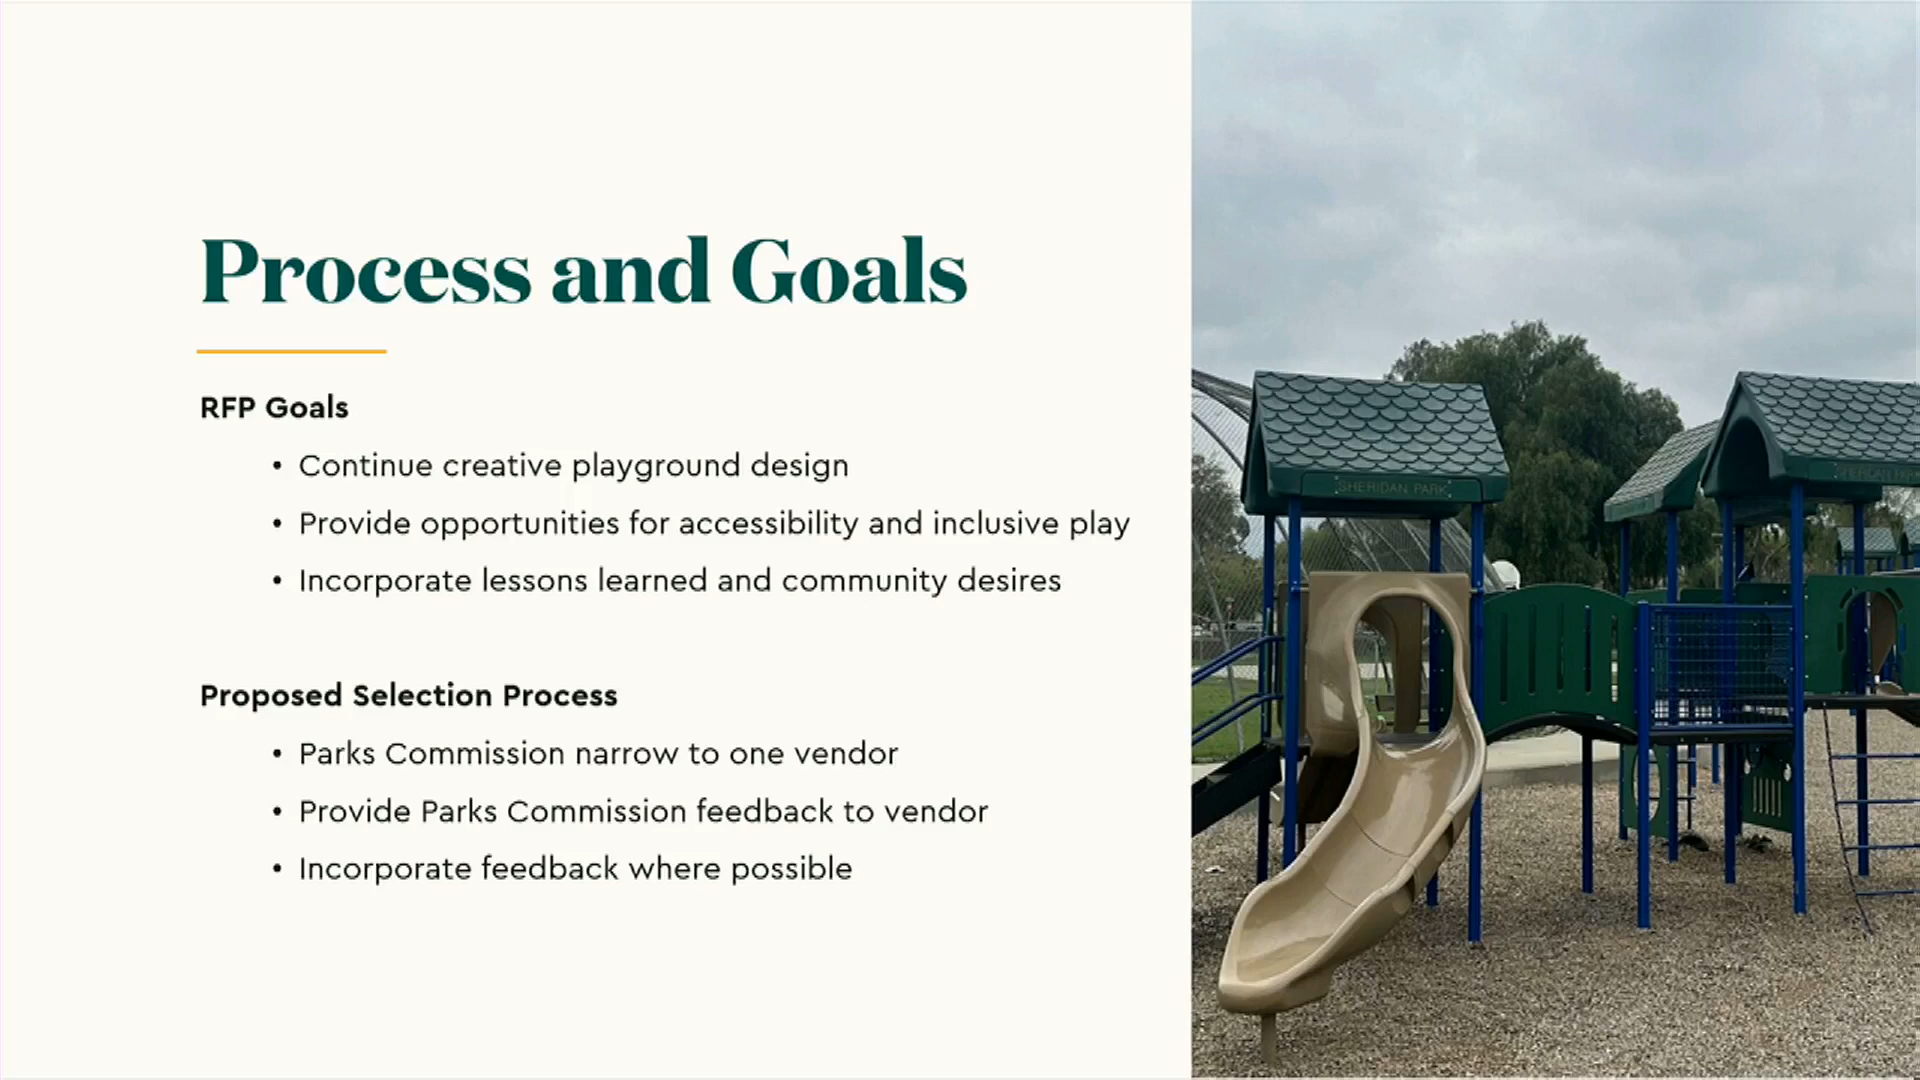 Process and Goals
RFP Goals
• Continue creative playground design
• Provide opportunities for accessibility and inclusive play
• Incorporate lessons learned and community desires
Proposed Selection Process
• Parks Commission narrow to one vendor
• Provide Parks Commission feedback to vendor
• Incorporate feedback where possible
SHERIDAN PARK
SHERIDAN PARK